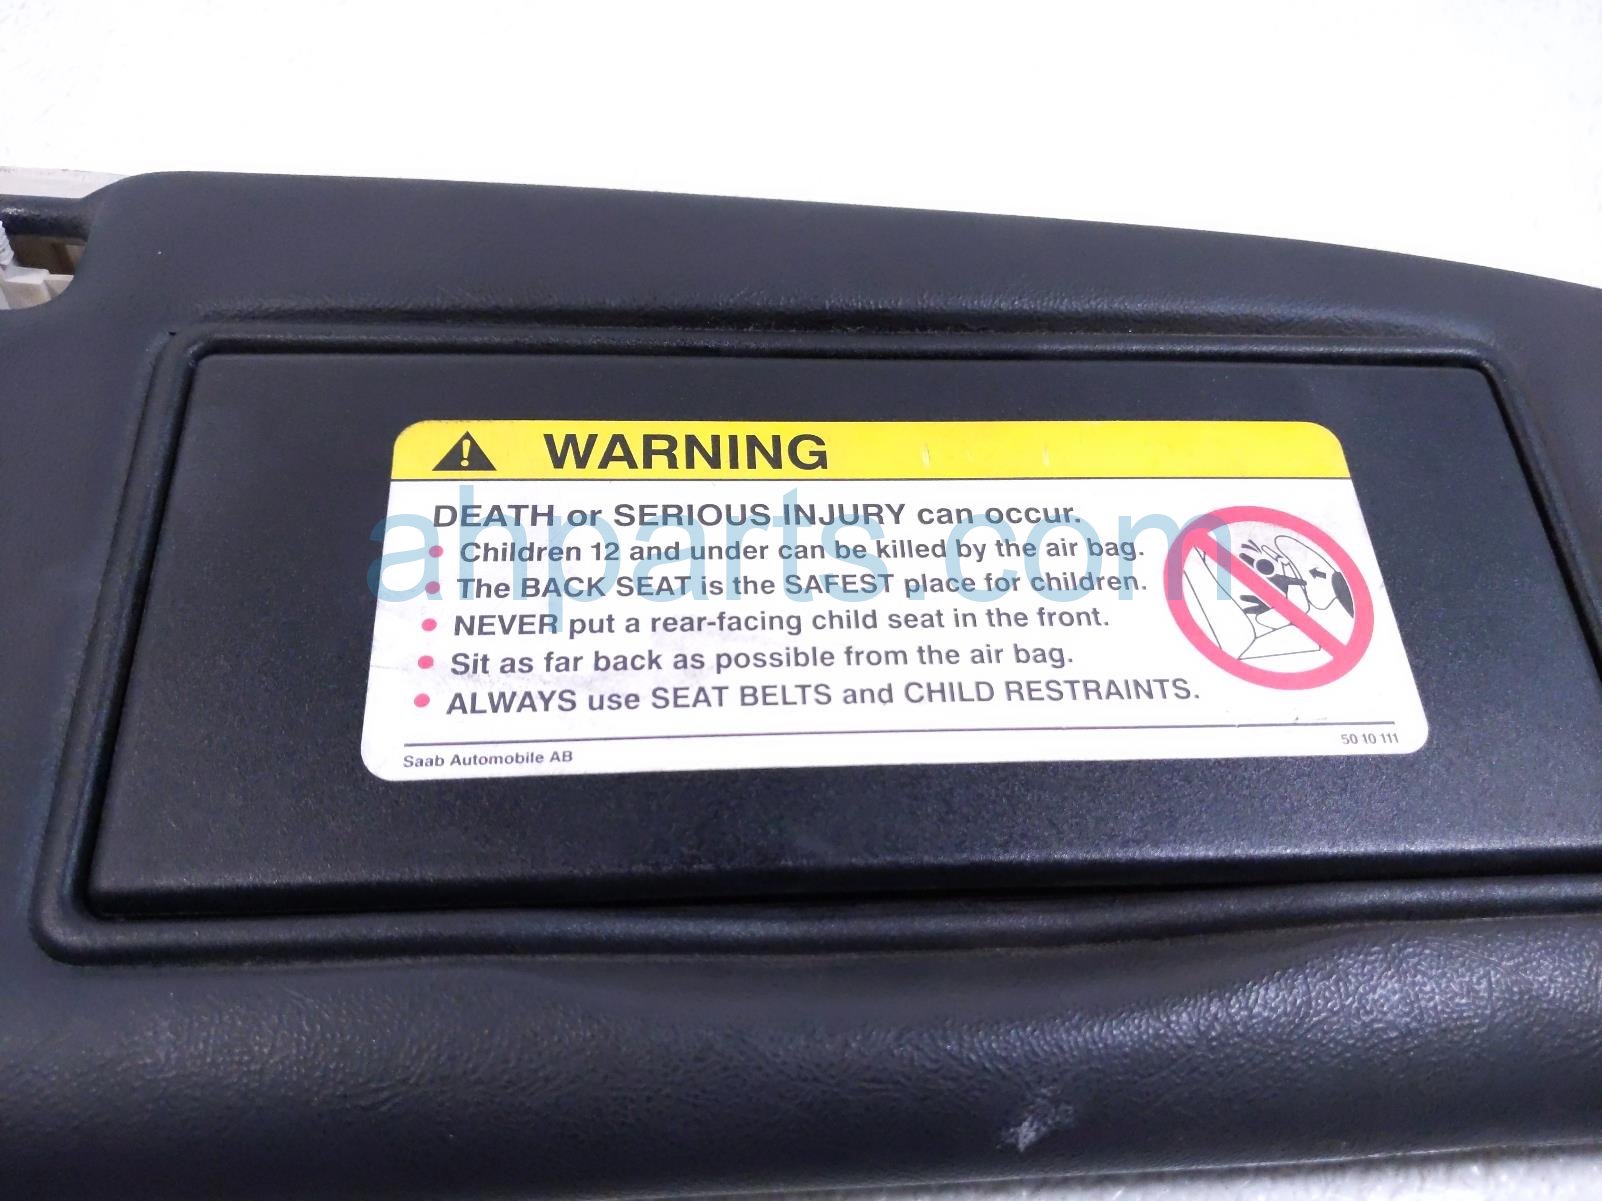 WARNING
DEATH or SERIOUS INJURY can occur.
• Children 12 and under can be killed by the air bag.
• The BACK SEAT is the SAFEST place for children.
• NEVER put a rear-facing child seat in the front.
• Sit as far back as possible from the air bag.
• ALWAYS use SEAT BELTS and CHILD RESTRAINTS.
Saab Automobile AB 50 10 111
ahparts.com